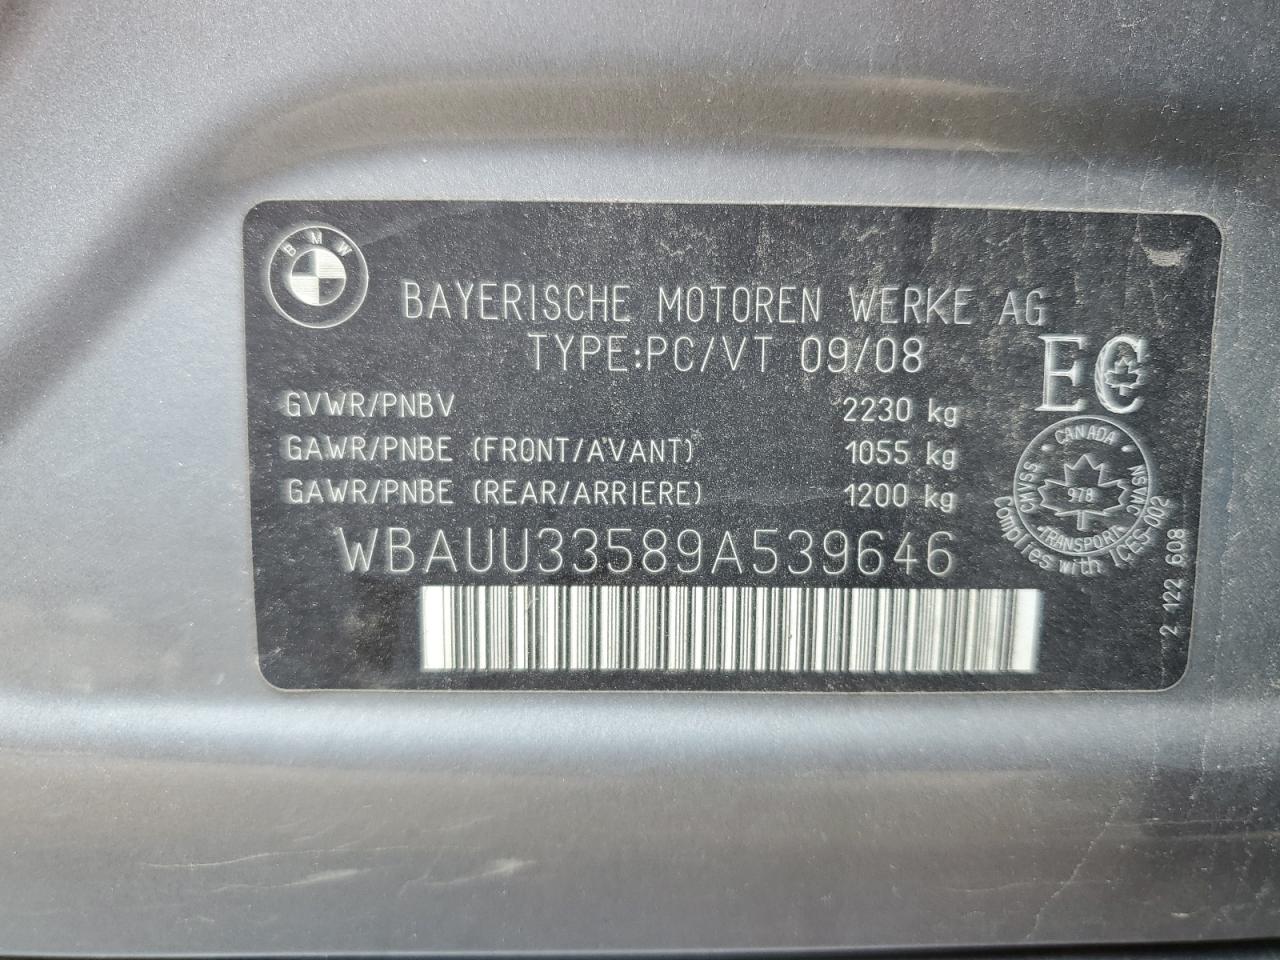 BMW
BAYERISCHE MOTOREN WERKE AG
TYPE:PC/VT 09/08
EC
GVWR/PNBV 2230 kg
GAWR/PNBE (FRONT/AVANT) 1055 kg
GAWR/PNBE (REAR/ARRIERE) 1200 kg
WBAUU33589A539646
CANADA
CMVSS NSVAC
978
TRANSPORT
Complies with ICES-002
2 122 608